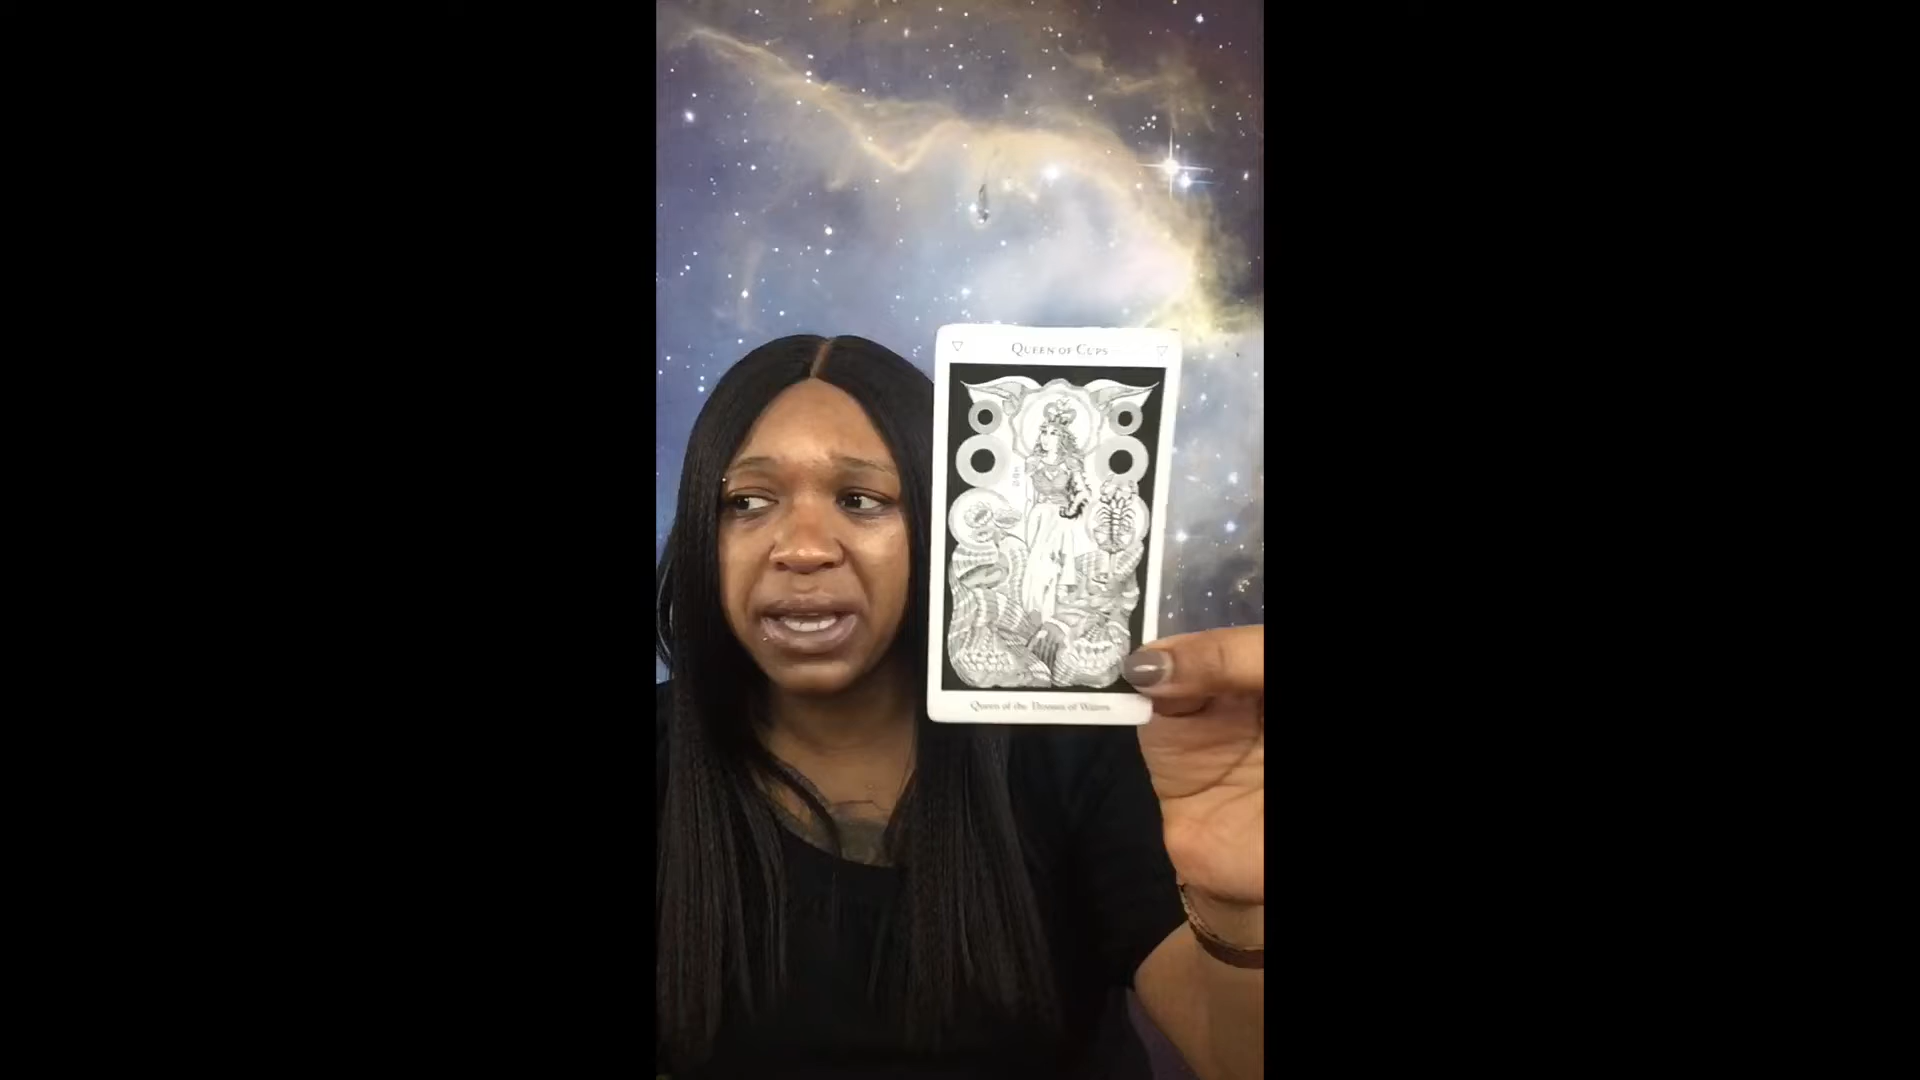 Queen of Cups
Queen of the Thrones of Waters